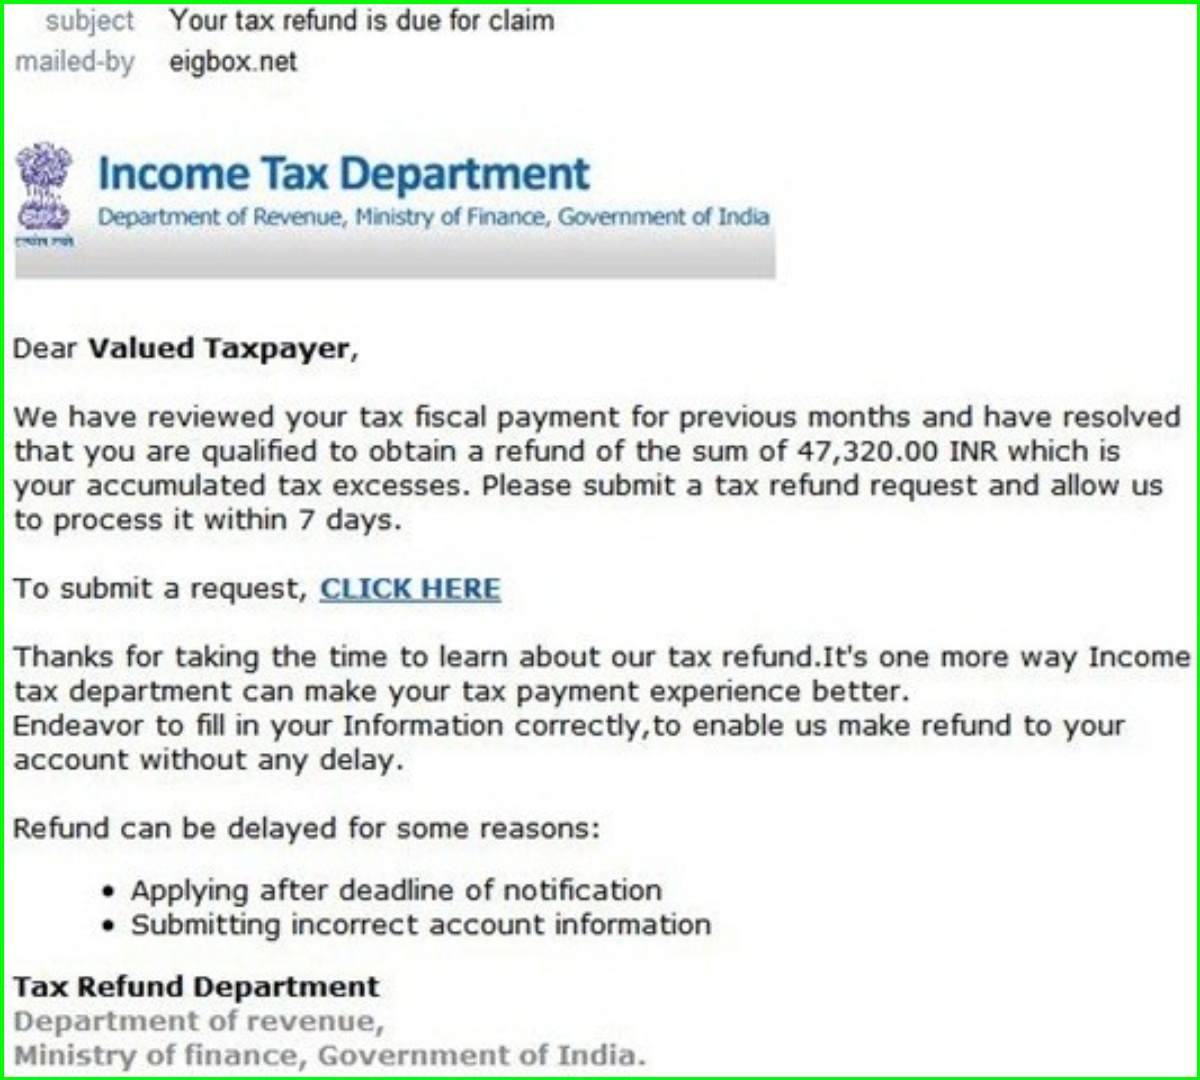 subject Your tax refund is due for claim
mailed-by eigbox.net
Income Tax Department
Department of Revenue, Ministry of Finance, Government of India
Dear Valued Taxpayer,
We have reviewed your tax fiscal payment for previous months and have resolved
that you are qualified to obtain a refund of the sum of 47,320.00 INR which is
your accumulated tax excesses. Please submit a tax refund request and allow us
to process it within 7 days.
To submit a request, CLICK HERE
Thanks for taking the time to learn about our tax refund.It's one more way Income
tax department can make your tax payment experience better.
Endeavor to fill in your Information correctly,to enable us make refund to your
account without any delay.
Refund can be delayed for some reasons:
• Applying after deadline of notification
• Submitting incorrect account information
Tax Refund Department
Department of revenue,
Ministry of finance, Government of India.